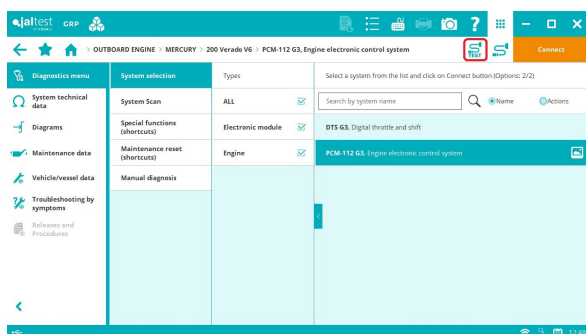 jaltest GRP
> OUTBOARD ENGINE > MERCURY > 200 Verado V6 > PCM-112 G3, Engine electronic control system
TEST
Connect
Diagnostics menu
System technical
data
Diagrams
Maintenance data
Vehicle/vessel data
Troubleshooting by
symptoms
Releases and
Procedures
System selection
System Scan
Special functions
(shortcuts)
Maintenance reset
(shortcuts)
Manual diagnosis
Types
ALL
Electronic module
Engine
Select a system from the list and click on Connect button (Options: 2/2)
Search by system name
Name
Actions
DTS G3, Digital throttle and shift
PCM-112 G3, Engine electronic control system
12:48